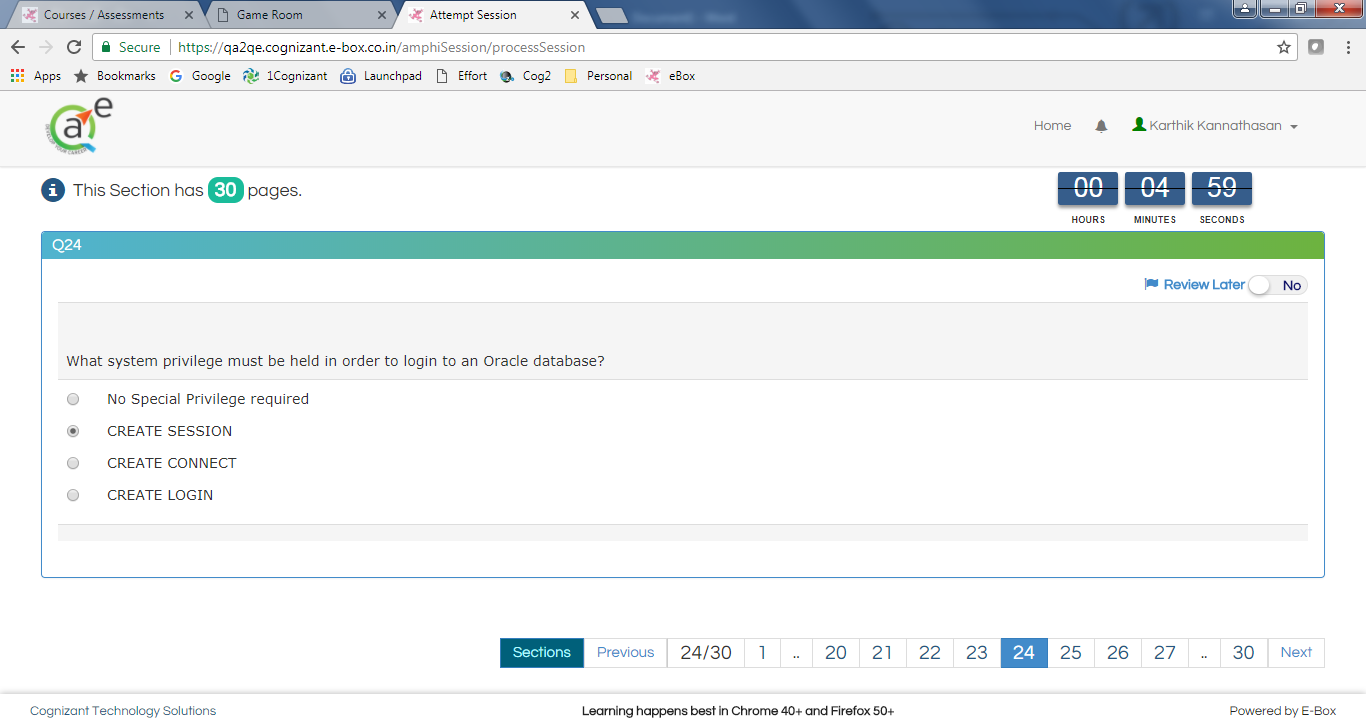 Courses / Assessments
Game Room
Attempt Session
Secure
https://qa2qe.cognizant.e-box.co.in/amphiSession/processSession
Apps Bookmarks Google 1Cognizant Launchpad Effort Cog2 Personal eBox
a e
Home Karthik Kannathasan
This Section has 30 pages.
00 04 59
HOURS MINUTES SECONDS
Q24
Review Later No
What system privilege must be held in order to login to an Oracle database?
No Special Privilege required
CREATE SESSION
CREATE CONNECT
CREATE LOGIN
Sections Previous 24/30 1 .. 20 21 22 23 24 25 26 27 .. 30 Next
Cognizant Technology Solutions Learning happens best in Chrome 40+ and Firefox 50+ Powered by E-Box